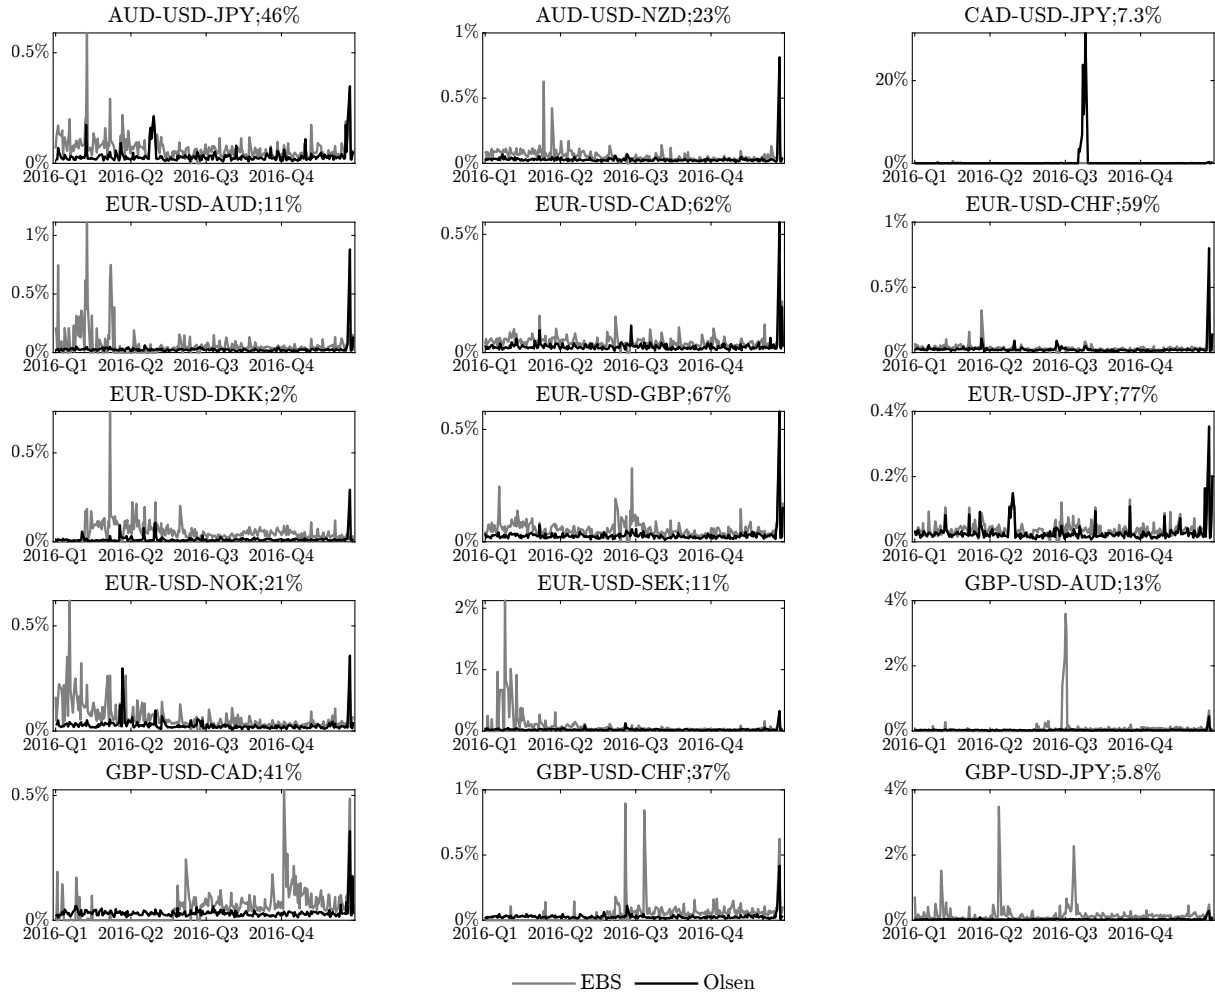 AUD-USD-JPY;46% AUD-USD-NZD;23% CAD-USD-JPY;7.3%
0.5% 1% 20%
0% 0.5% 0%
0%
2016-Q1 2016-Q2 2016-Q3 2016-Q4 2016-Q1 2016-Q2 2016-Q3 2016-Q4 2016-Q1 2016-Q2 2016-Q3 2016-Q4
EUR-USD-AUD;11% EUR-USD-CAD;62% EUR-USD-CHF;59%
1% 0.5% 1%
0.5% 0% 0.5%
0% 0%
2016-Q1 2016-Q2 2016-Q3 2016-Q4 2016-Q1 2016-Q2 2016-Q3 2016-Q4 2016-Q1 2016-Q2 2016-Q3 2016-Q4
EUR-USD-DKK;2% EUR-USD-GBP;67% EUR-USD-JPY;77%
0.5% 0.5% 0.4%
0% 0% 0.2%
0%
2016-Q1 2016-Q2 2016-Q3 2016-Q4 2016-Q1 2016-Q2 2016-Q3 2016-Q4 2016-Q1 2016-Q2 2016-Q3 2016-Q4
EUR-USD-NOK;21% EUR-USD-SEK;11% GBP-USD-AUD;13%
0.5% 2% 4%
0% 1% 2%
0% 0%
2016-Q1 2016-Q2 2016-Q3 2016-Q4 2016-Q1 2016-Q2 2016-Q3 2016-Q4 2016-Q1 2016-Q2 2016-Q3 2016-Q4
GBP-USD-CAD;41% GBP-USD-CHF;37% GBP-USD-JPY;5.8%
0.5% 1% 4%
0% 0.5% 2%
0% 0%
2016-Q1 2016-Q2 2016-Q3 2016-Q4 2016-Q1 2016-Q2 2016-Q3 2016-Q4 2016-Q1 2016-Q2 2016-Q3 2016-Q4
EBS Olsen